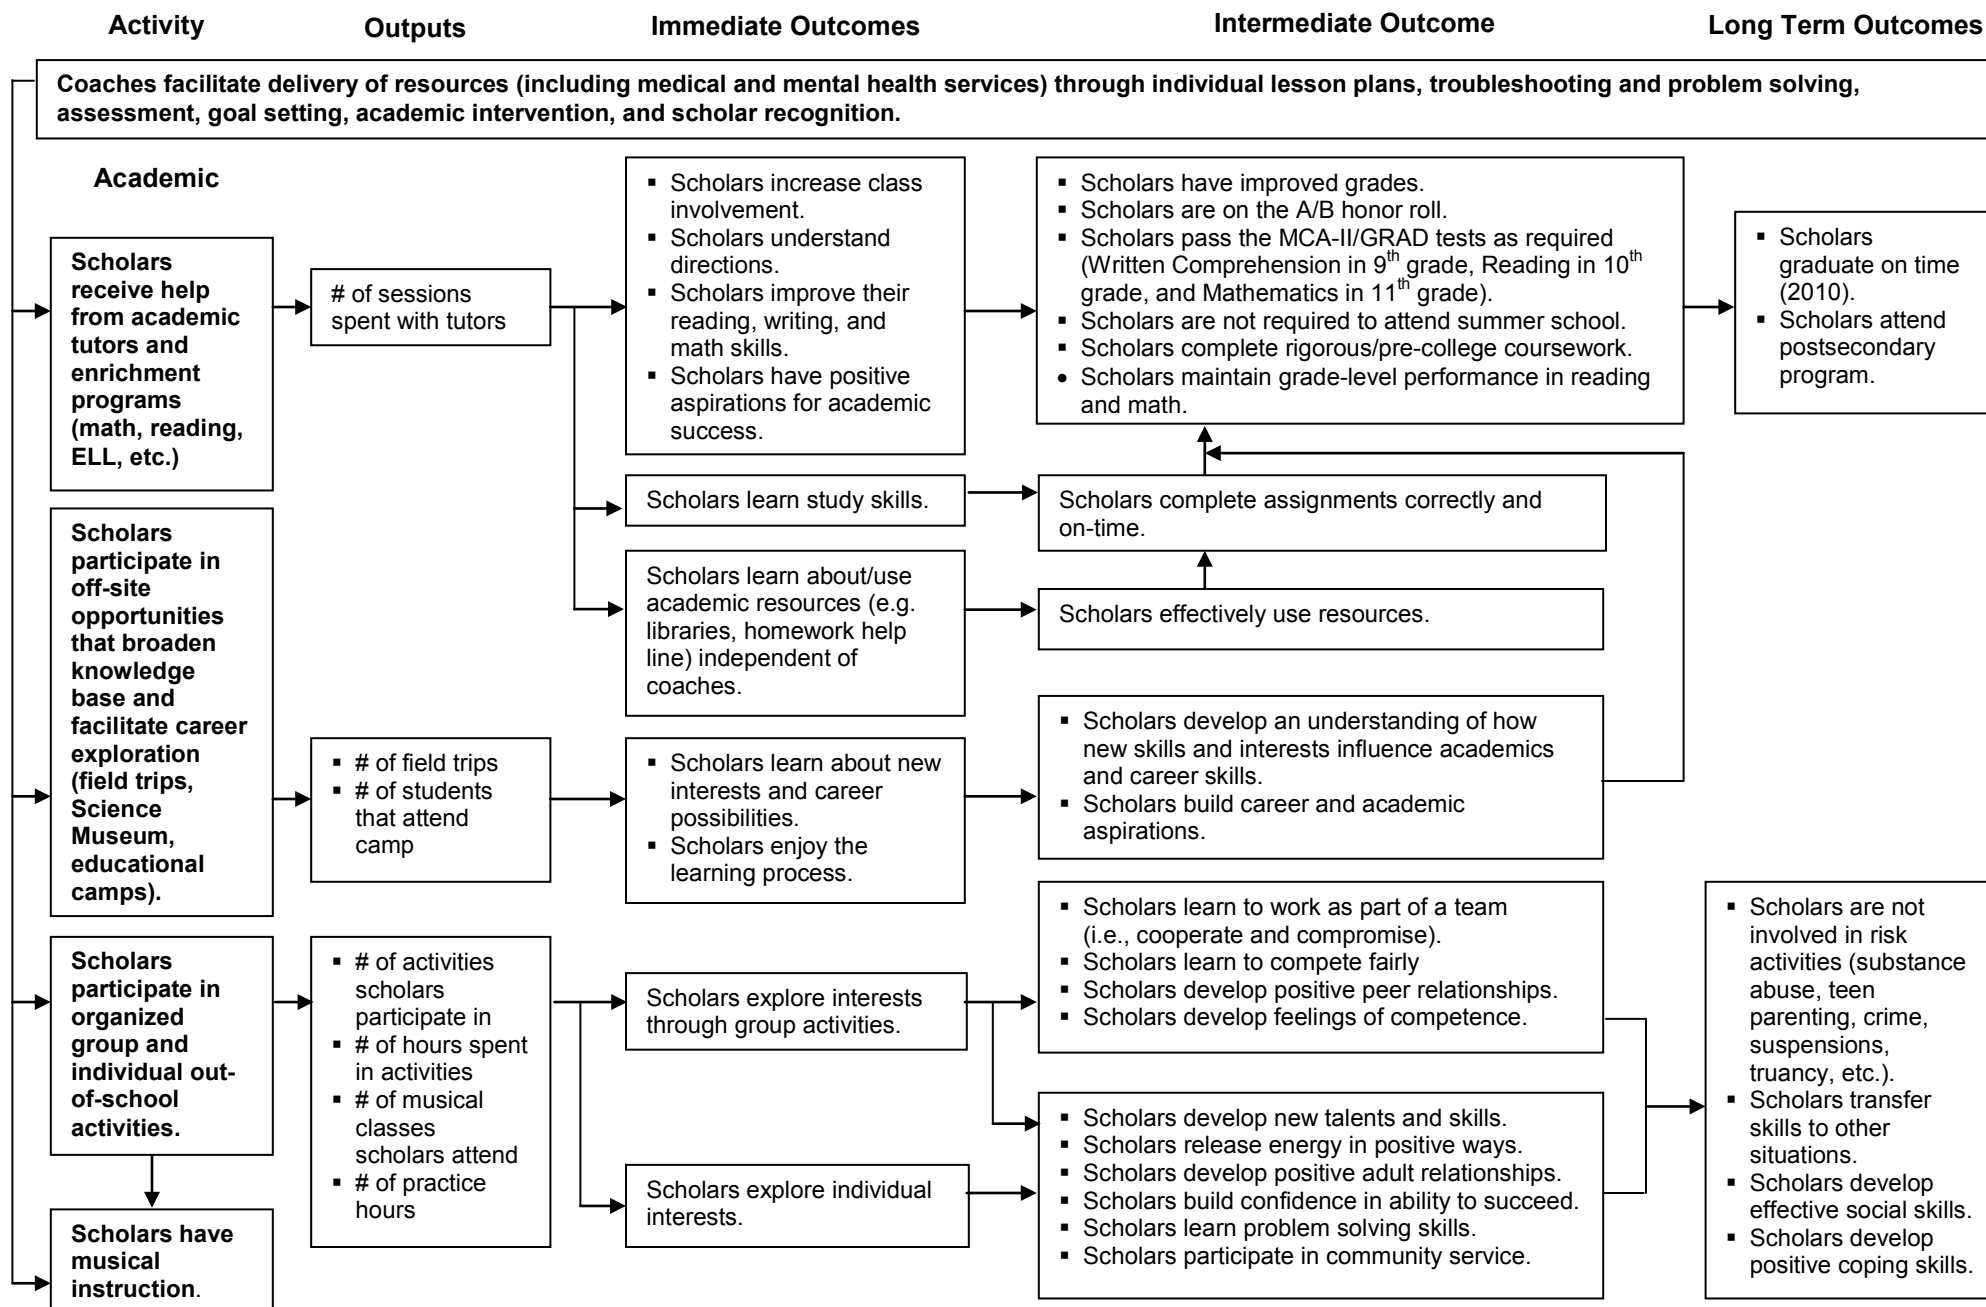 Activity
Outputs
Immediate Outcomes
Intermediate Outcome
Long Term Outcomes
Coaches facilitate delivery of resources (including medical and mental health services) through individual lesson plans, troubleshooting and problem solving,
assessment, goal setting, academic intervention, and scholar recognition.
Academic
Scholars
receive help
from academic
tutors and
enrichment
programs
(math, reading,
ELL, etc.)
# of sessions
spent with tutors
▪ Scholars increase class
involvement.
▪ Scholars understand
directions.
▪ Scholars improve their
reading, writing, and
math skills.
▪ Scholars have positive
aspirations for academic
success.
▪ Scholars have improved grades.
▪ Scholars are on the A/B honor roll.
▪ Scholars pass the MCA-II/GRAD tests as required
(Written Comprehension in 9th grade, Reading in 10th
grade, and Mathematics in 11th grade).
▪ Scholars are not required to attend summer school.
▪ Scholars complete rigorous/pre-college coursework.
• Scholars maintain grade-level performance in reading
and math.
▪ Scholars
graduate on time
(2010).
▪ Scholars attend
postsecondary
program.
Scholars learn study skills.
Scholars complete assignments correctly and
on-time.
Scholars learn about/use
academic resources (e.g.
libraries, homework help
line) independent of
coaches.
Scholars effectively use resources.
Scholars
participate in
off-site
opportunities
that broaden
knowledge
base and
facilitate career
exploration
(field trips,
Science
Museum,
educational
camps).
▪ # of field trips
▪ # of students
that attend
camp
▪ Scholars learn about new
interests and career
possibilities.
▪ Scholars enjoy the
learning process.
▪ Scholars develop an understanding of how
new skills and interests influence academics
and career skills.
▪ Scholars build career and academic
aspirations.
Scholars
participate in
organized
group and
individual out-
of-school
activities.
▪ # of activities
scholars
participate in
▪ # of hours spent
in activities
▪ # of musical
classes
scholars attend
▪ # of practice
hours
Scholars explore interests
through group activities.
▪ Scholars learn to work as part of a team
(i.e., cooperate and compromise).
▪ Scholars learn to compete fairly
▪ Scholars develop positive peer relationships.
▪ Scholars develop feelings of competence.
Scholars explore individual
interests.
▪ Scholars develop new talents and skills.
▪ Scholars release energy in positive ways.
▪ Scholars develop positive adult relationships.
▪ Scholars build confidence in ability to succeed.
▪ Scholars learn problem solving skills.
▪ Scholars participate in community service.
▪ Scholars are not
involved in risk
activities (substance
abuse, teen
parenting, crime,
suspensions,
truancy, etc.).
▪ Scholars transfer
skills to other
situations.
▪ Scholars develop
effective social skills.
▪ Scholars develop
positive coping skills.
Scholars have
musical
instruction.